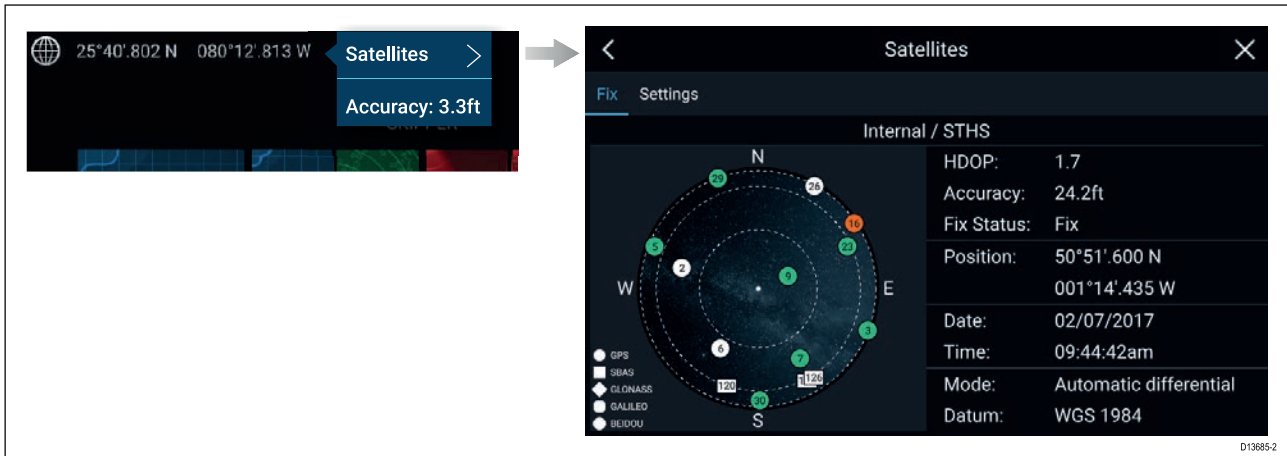 25°40'.802 N 080°12'.813 W
Satellites
Accuracy: 3.3ft
Satellites
Fix Settings
Internal / STHS
N
29
26
16
5
23
2
9
W
E
3
6
7
120
126
30
S
GPS
SBAS
GLONASS
GALILEO
BEIDOU
HDOP: 1.7
Accuracy: 24.2ft
Fix Status: Fix
Position: 50°51'.600 N
001°14'.435 W
Date: 02/07/2017
Time: 09:44:42am
Mode: Automatic differential
Datum: WGS 1984
D13685-2